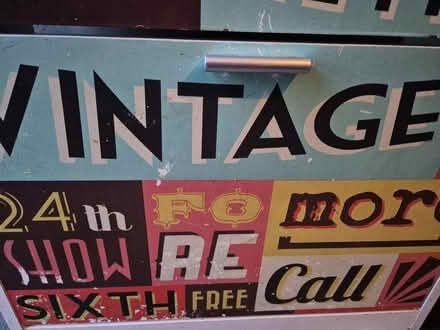 VINTAGE
24th FO more
SHOW RE Call
SIXTH FREE